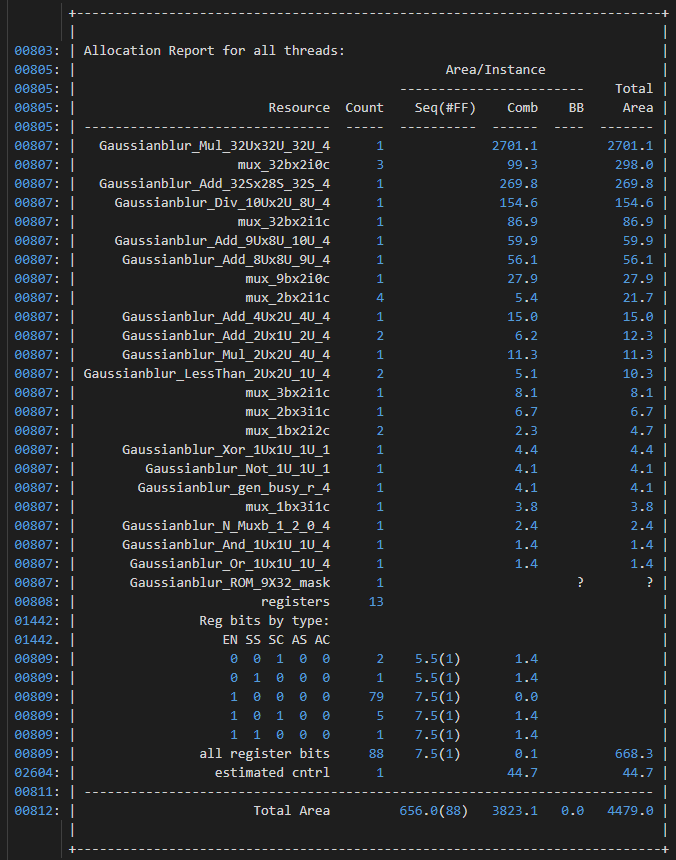 +-----------------------------------------------------------------------------+
| |
00803: | Allocation Report for all threads: |
00805: | Area/Instance |
00805: | ------------------------ Total |
00805: | Resource Count Seq(#FF) Comb BB Area |
00805: | -------------------------------- ----- ---------- ------ ---- ------- |
00807: | Gaussianblur_Mul_32Ux32U_32U_4 1 2701.1 2701.1 |
00807: | mux_32bx2i0c 3 99.3 298.0 |
00807: | Gaussianblur_Add_32Sx28S_32S_4 1 269.8 269.8 |
00807: | Gaussianblur_Div_10Ux2U_8U_4 1 154.6 154.6 |
00807: | mux_32bx2i1c 1 86.9 86.9 |
00807: | Gaussianblur_Add_9Ux8U_10U_4 1 59.9 59.9 |
00807: | Gaussianblur_Add_8Ux8U_9U_4 1 56.1 56.1 |
00807: | mux_9bx2i0c 1 27.9 27.9 |
00807: | mux_2bx2i1c 4 5.4 21.7 |
00807: | Gaussianblur_Add_4Ux2U_4U_4 1 15.0 15.0 |
00807: | Gaussianblur_Add_2Ux1U_2U_4 2 6.2 12.3 |
00807: | Gaussianblur_Mul_2Ux2U_4U_4 1 11.3 11.3 |
00807: | Gaussianblur_LessThan_2Ux2U_1U_4 2 5.1 10.3 |
00807: | mux_3bx2i1c 1 8.1 8.1 |
00807: | mux_2bx3i1c 1 6.7 6.7 |
00807: | mux_1bx2i2c 2 2.3 4.7 |
00807: | Gaussianblur_Xor_1Ux1U_1U_1 1 4.4 4.4 |
00807: | Gaussianblur_Not_1U_1U_1 1 4.1 4.1 |
00807: | Gaussianblur_gen_busy_r_4 1 4.1 4.1 |
00807: | mux_1bx3i1c 1 3.8 3.8 |
00807: | Gaussianblur_N_Muxb_1_2_0_4 1 2.4 2.4 |
00807: | Gaussianblur_And_1Ux1U_1U_4 1 1.4 1.4 |
00807: | Gaussianblur_Or_1Ux1U_1U_4 1 1.4 1.4 |
00807: | Gaussianblur_ROM_9X32_mask 1 ? ? |
00808: | registers 13 |
01442: | Reg bits by type: |
01442. | EN SS SC AS AC |
00809: | 0 0 1 0 0 2 5.5(1) 1.4 |
00809: | 0 1 0 0 0 1 5.5(1) 1.4 |
00809: | 1 0 0 0 0 79 7.5(1) 0.0 |
00809: | 1 0 1 0 0 5 7.5(1) 1.4 |
00809: | 1 1 0 0 0 1 7.5(1) 1.4 |
00809: | all register bits 88 7.5(1) 0.1 668.3 |
02604: | estimated cntrl 1 44.7 44.7 |
00811: | -------------------------------------------------------------------------- |
00812: | Total Area 656.0(88) 3823.1 0.0 4479.0 |
| |
+-----------------------------------------------------------------------------+